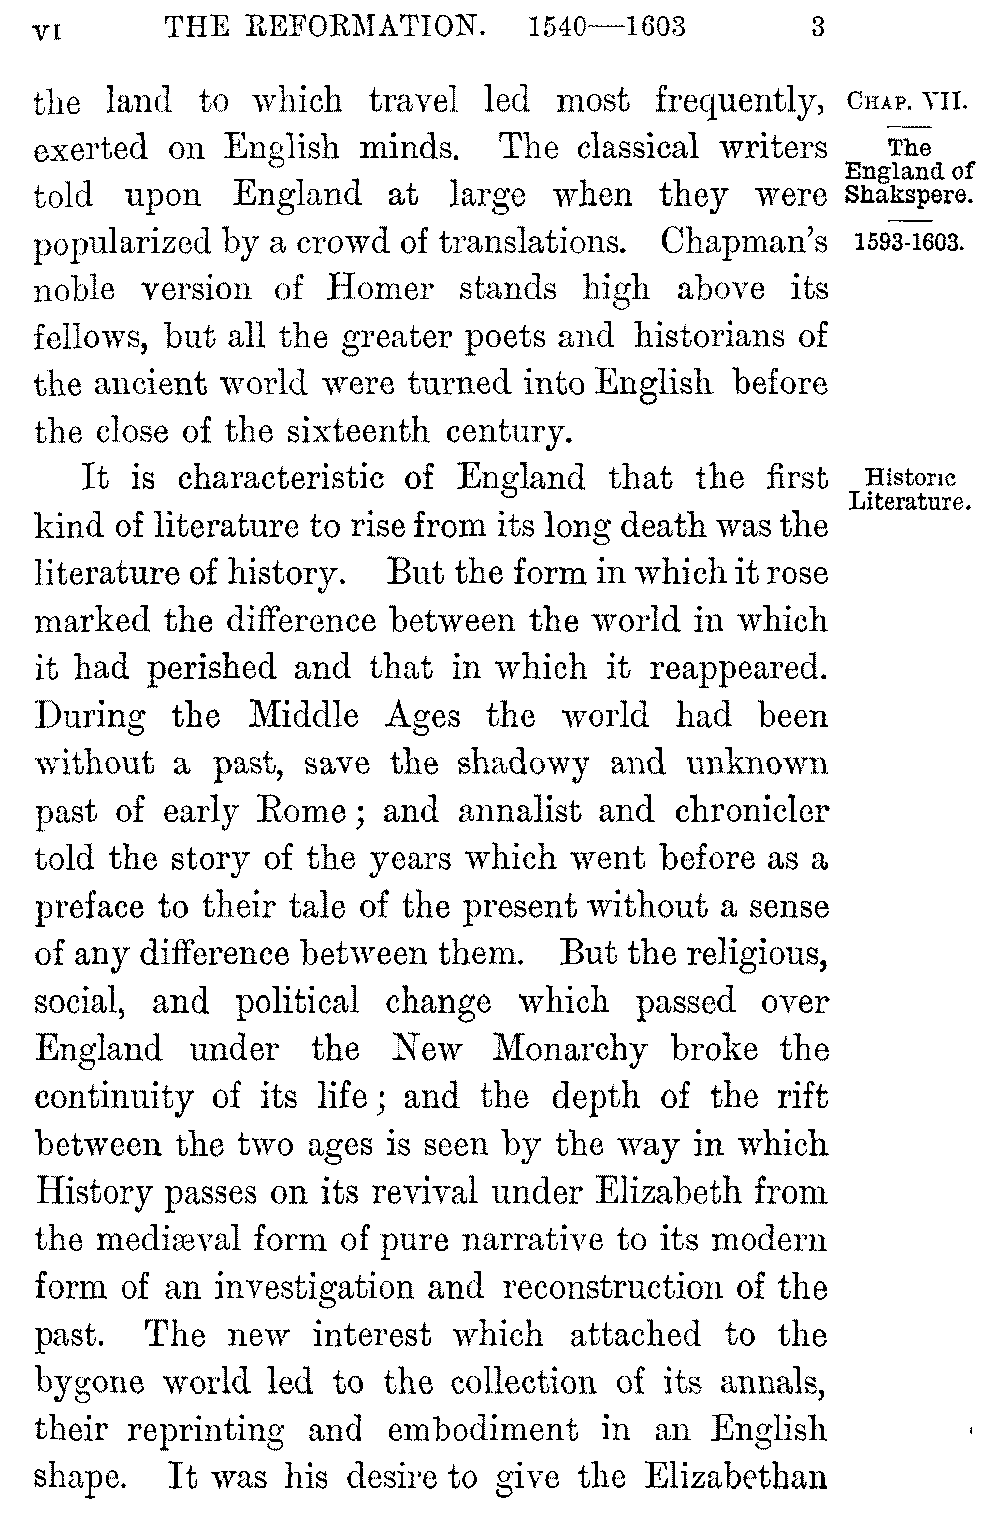 VI THE REFORMATION. 1540—1603 3
the land to which travel led most frequently,
exerted on English minds. The classical writers
told upon England at large when they were
popularized by a crowd of translations. Chapman's
noble version of Homer stands high above its
fellows, but all the greater poets and historians of
the ancient world were turned into English before
the close of the sixteenth century.
CHAP. VII.
The
England of
Shakspere.
1593-1603.
It is characteristic of England that the first
kind of literature to rise from its long death was the
literature of history. But the form in which it rose
marked the difference between the world in which
it had perished and that in which it reappeared.
During the Middle Ages the world had been
without a past, save the shadowy and unknown
past of early Rome; and annalist and chronicler
told the story of the years which went before as a
preface to their tale of the present without a sense
of any difference between them. But the religious,
social, and political change which passed over
England under the New Monarchy broke the
continuity of its life; and the depth of the rift
between the two ages is seen by the way in which
History passes on its revival under Elizabeth from
the mediæval form of pure narrative to its modern
form of an investigation and reconstruction of the
past. The new interest which attached to the
bygone world led to the collection of its annals,
their reprinting and embodiment in an English
shape. It was his desire to give the Elizabethan
Historic
Literature.